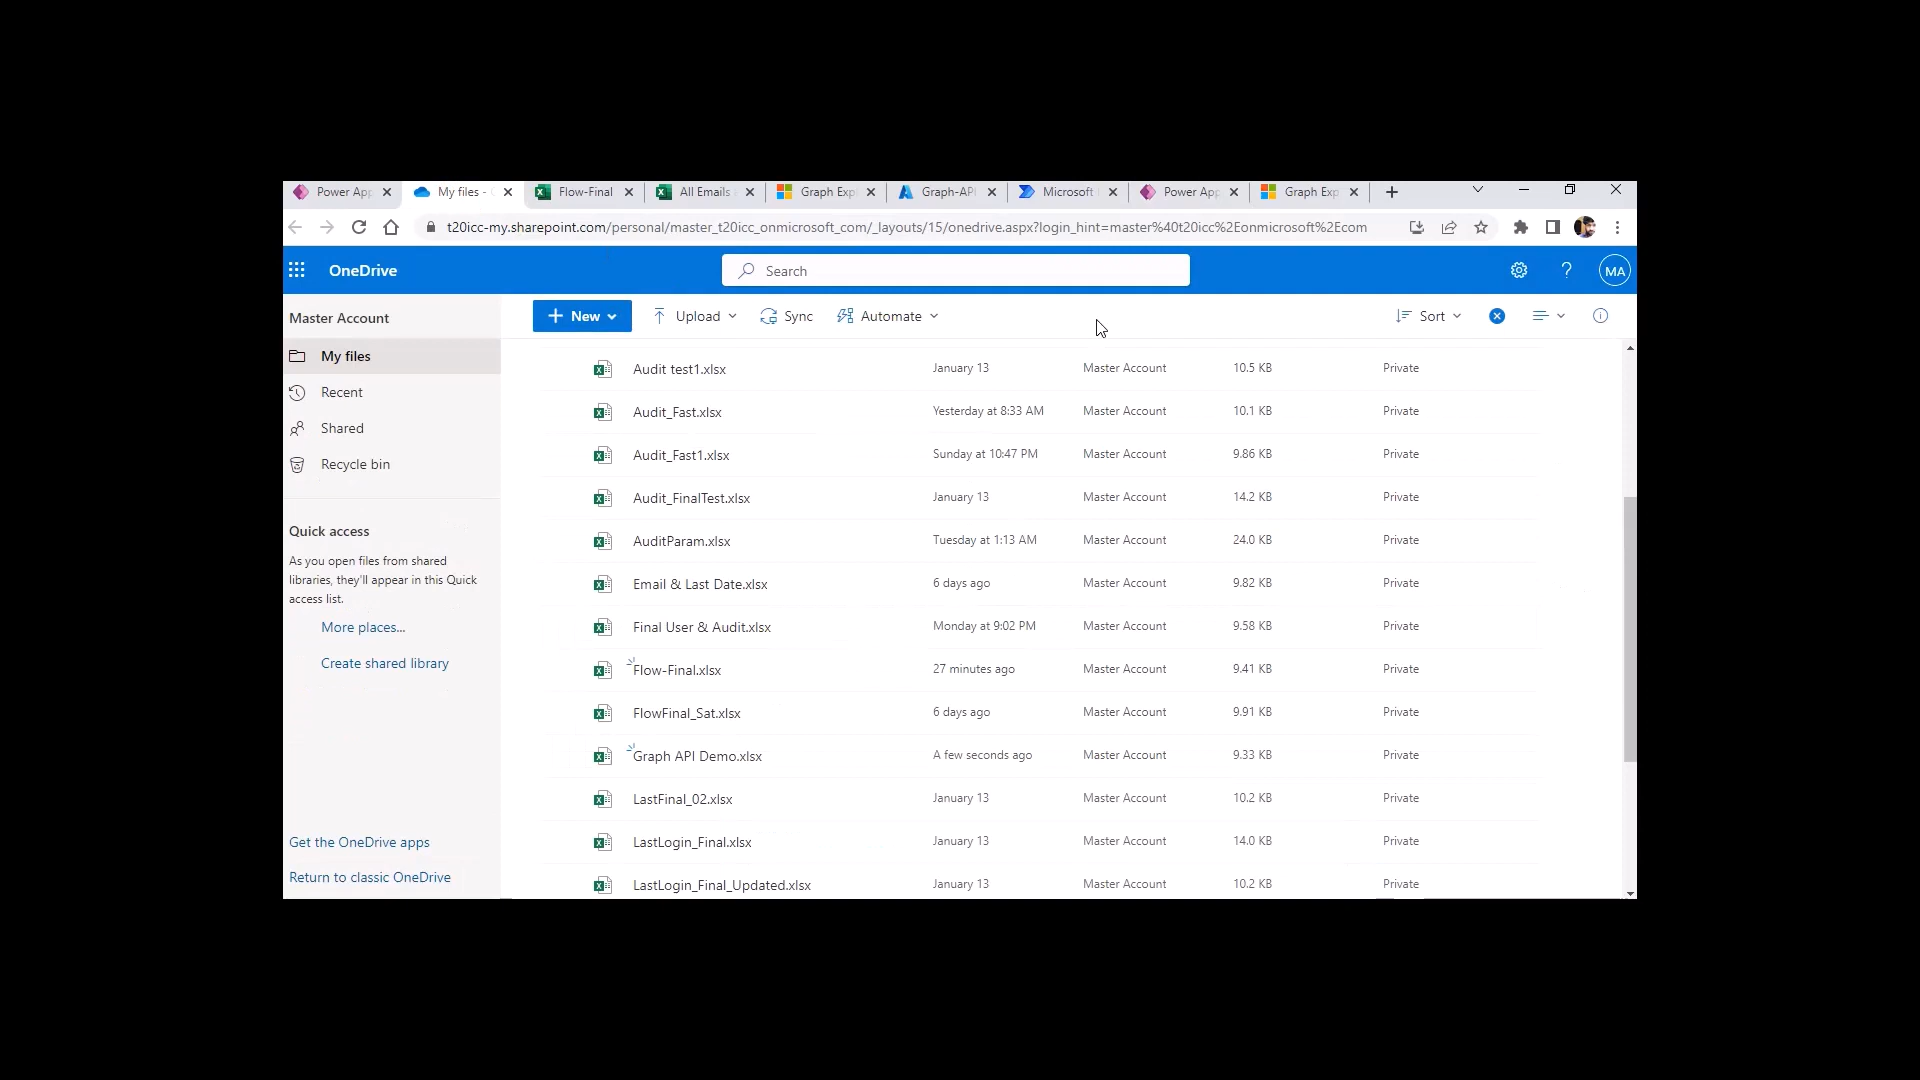 Power App
My files -
Flow-Final
All Emails
Graph Exp
Graph-API
Microsoft
Power App
Graph Exp
t20icc-my.sharepoint.com/personal/master_t20icc_onmicrosoft_com/_layouts/15/onedrive.aspx?login_hint=master%40t20icc%2Eonmicrosoft%2Ecom
OneDrive
Search
?
MA
Master Account
My files
Recent
Shared
Recycle bin
Quick access
As you open files from shared
libraries, they'll appear in this Quick
access list.
More places...
Create shared library
Get the OneDrive apps
Return to classic OneDrive
New
Upload
Sync
Automate
Sort
Audit test1.xlsx January 13 Master Account 10.5 KB Private
Audit_Fast.xlsx Yesterday at 8:33 AM Master Account 10.1 KB Private
Audit_Fast1.xlsx Sunday at 10:47 PM Master Account 9.86 KB Private
Audit_FinalTest.xlsx January 13 Master Account 14.2 KB Private
AuditParam.xlsx Tuesday at 1:13 AM Master Account 24.0 KB Private
Email & Last Date.xlsx 6 days ago Master Account 9.82 KB Private
Final User & Audit.xlsx Monday at 9:02 PM Master Account 9.58 KB Private
Flow-Final.xlsx 27 minutes ago Master Account 9.41 KB Private
FlowFinal_Sat.xlsx 6 days ago Master Account 9.91 KB Private
Graph API Demo.xlsx A few seconds ago Master Account 9.33 KB Private
LastFinal_02.xlsx January 13 Master Account 10.2 KB Private
LastLogin_Final.xlsx January 13 Master Account 14.0 KB Private
LastLogin_Final_Updated.xlsx January 13 Master Account 10.2 KB Private